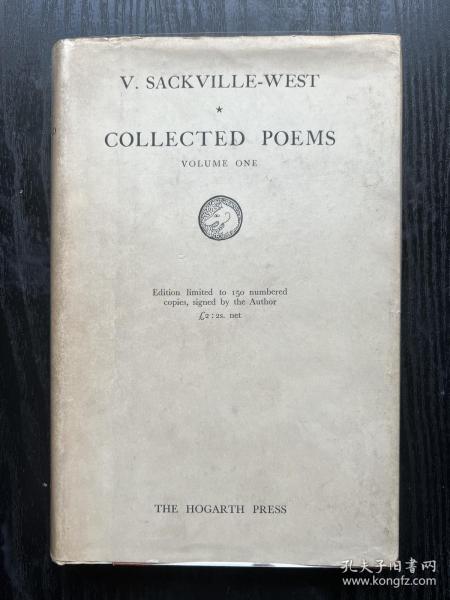 V. SACKVILLE-WEST
★
COLLECTED POEMS
VOLUME ONE
Edition limited to 150 numbered
copies, signed by the Author
£2 : 2s. net
THE HOGARTH PRESS
孔夫子旧书网
www.kongfz.com